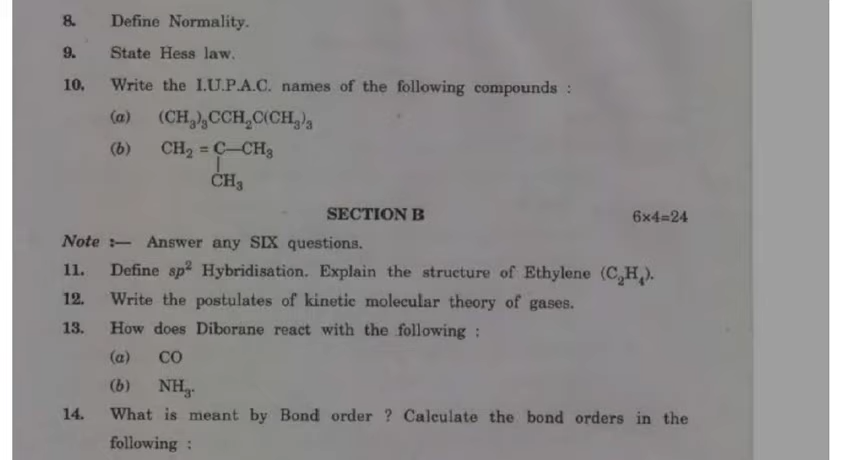 8. Define Normality.
9. State Hess law.
10. Write the I.U.P.A.C. names of the following compounds :
(a) (CH₃)₃CCH₂C(CH₃)₃
(b) CH₂ = C—CH₃
|
CH₃
SECTION B 6×4=24
Note :— Answer any SIX questions.
11. Define sp² Hybridisation. Explain the structure of Ethylene (C₂H₄).
12. Write the postulates of kinetic molecular theory of gases.
13. How does Diborane react with the following :
(a) CO
(b) NH₃.
14. What is meant by Bond order ? Calculate the bond orders in the
following :